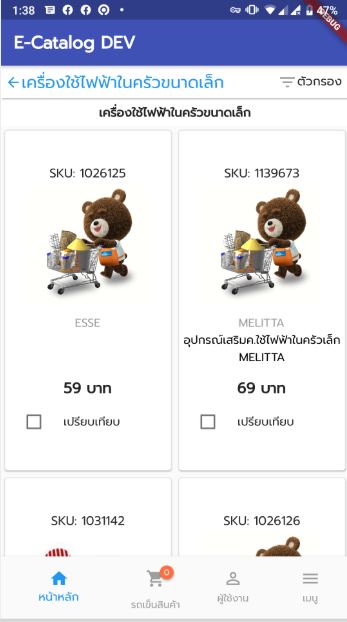 1:38
47%
DEBUG
E-Catalog DEV
เครื่องใช้ไฟฟ้าในครัวขนาดเล็ก
ตัวกรอง
เครื่องใช้ไฟฟ้าในครัวขนาดเล็ก
SKU: 1026125
SKU: 1139673
ESSE
MELITTA
อุปกรณ์เสริมค.ใช้ไฟฟ้าในครัวเล็ก
MELITTA
59 บาท
69 บาท
เปรียบเทียบ
เปรียบเทียบ
SKU: 1031142
SKU: 1026126
0
หน้าหลัก
รถเข็นสินค้า
ผู้ใช้งาน
เมนู